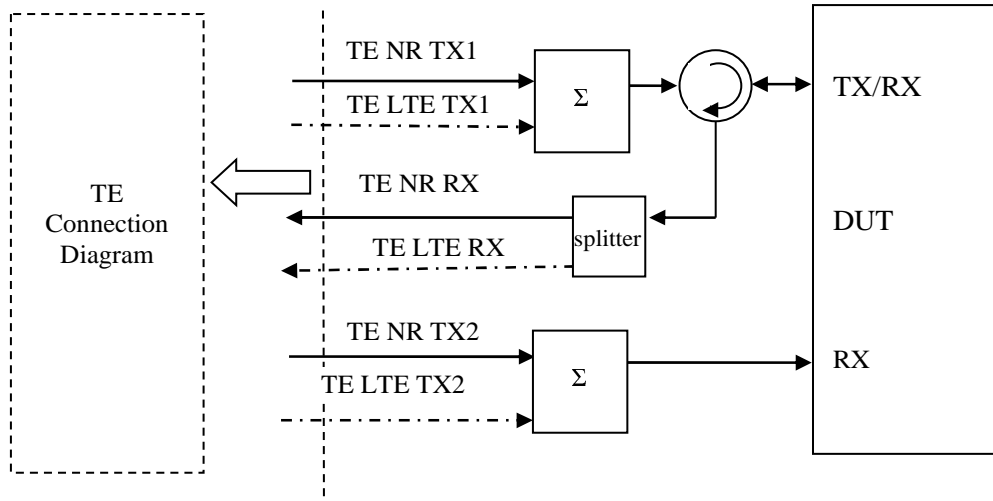 TE
Connection
Diagram
TE NR TX1
TE LTE TX1
Σ
TE NR RX
TE LTE RX
splitter
TE NR TX2
TE LTE TX2
Σ
TX/RX
DUT
RX